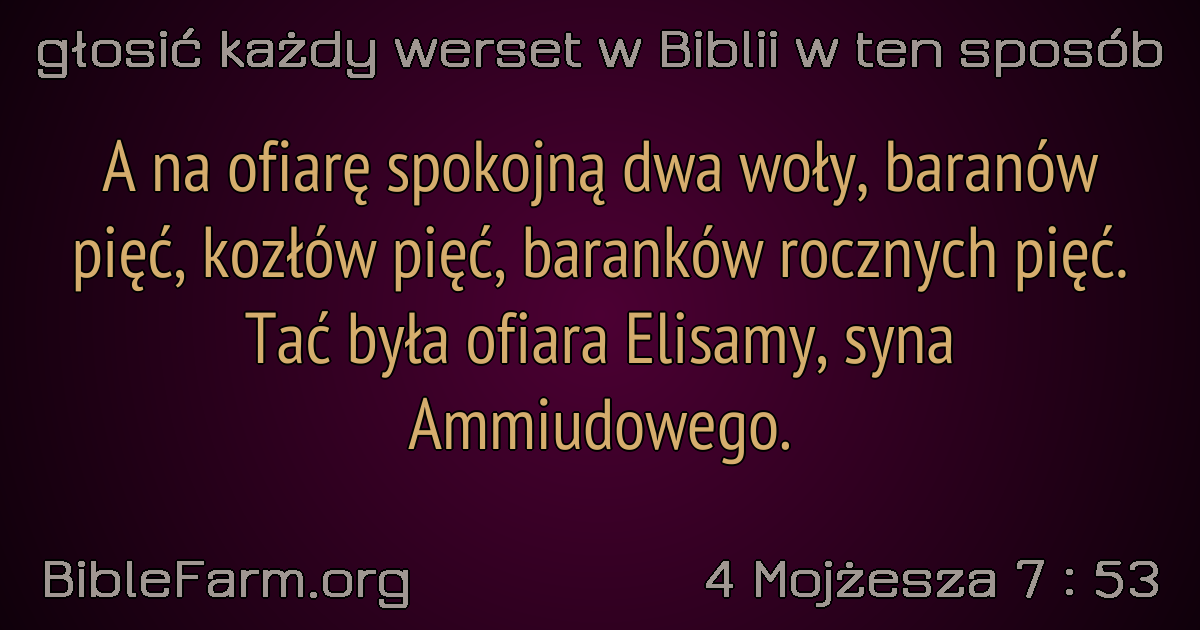 głosić każdy werset w Biblii w ten sposób
A na ofiarę spokojną dwa woły, baranów
pięć, kozłów pięć, baranków rocznych pięć.
Tać była ofiara Elisamy, syna
Ammiudowego.
BibleFarm.org
4 Mojżesza 7 : 53